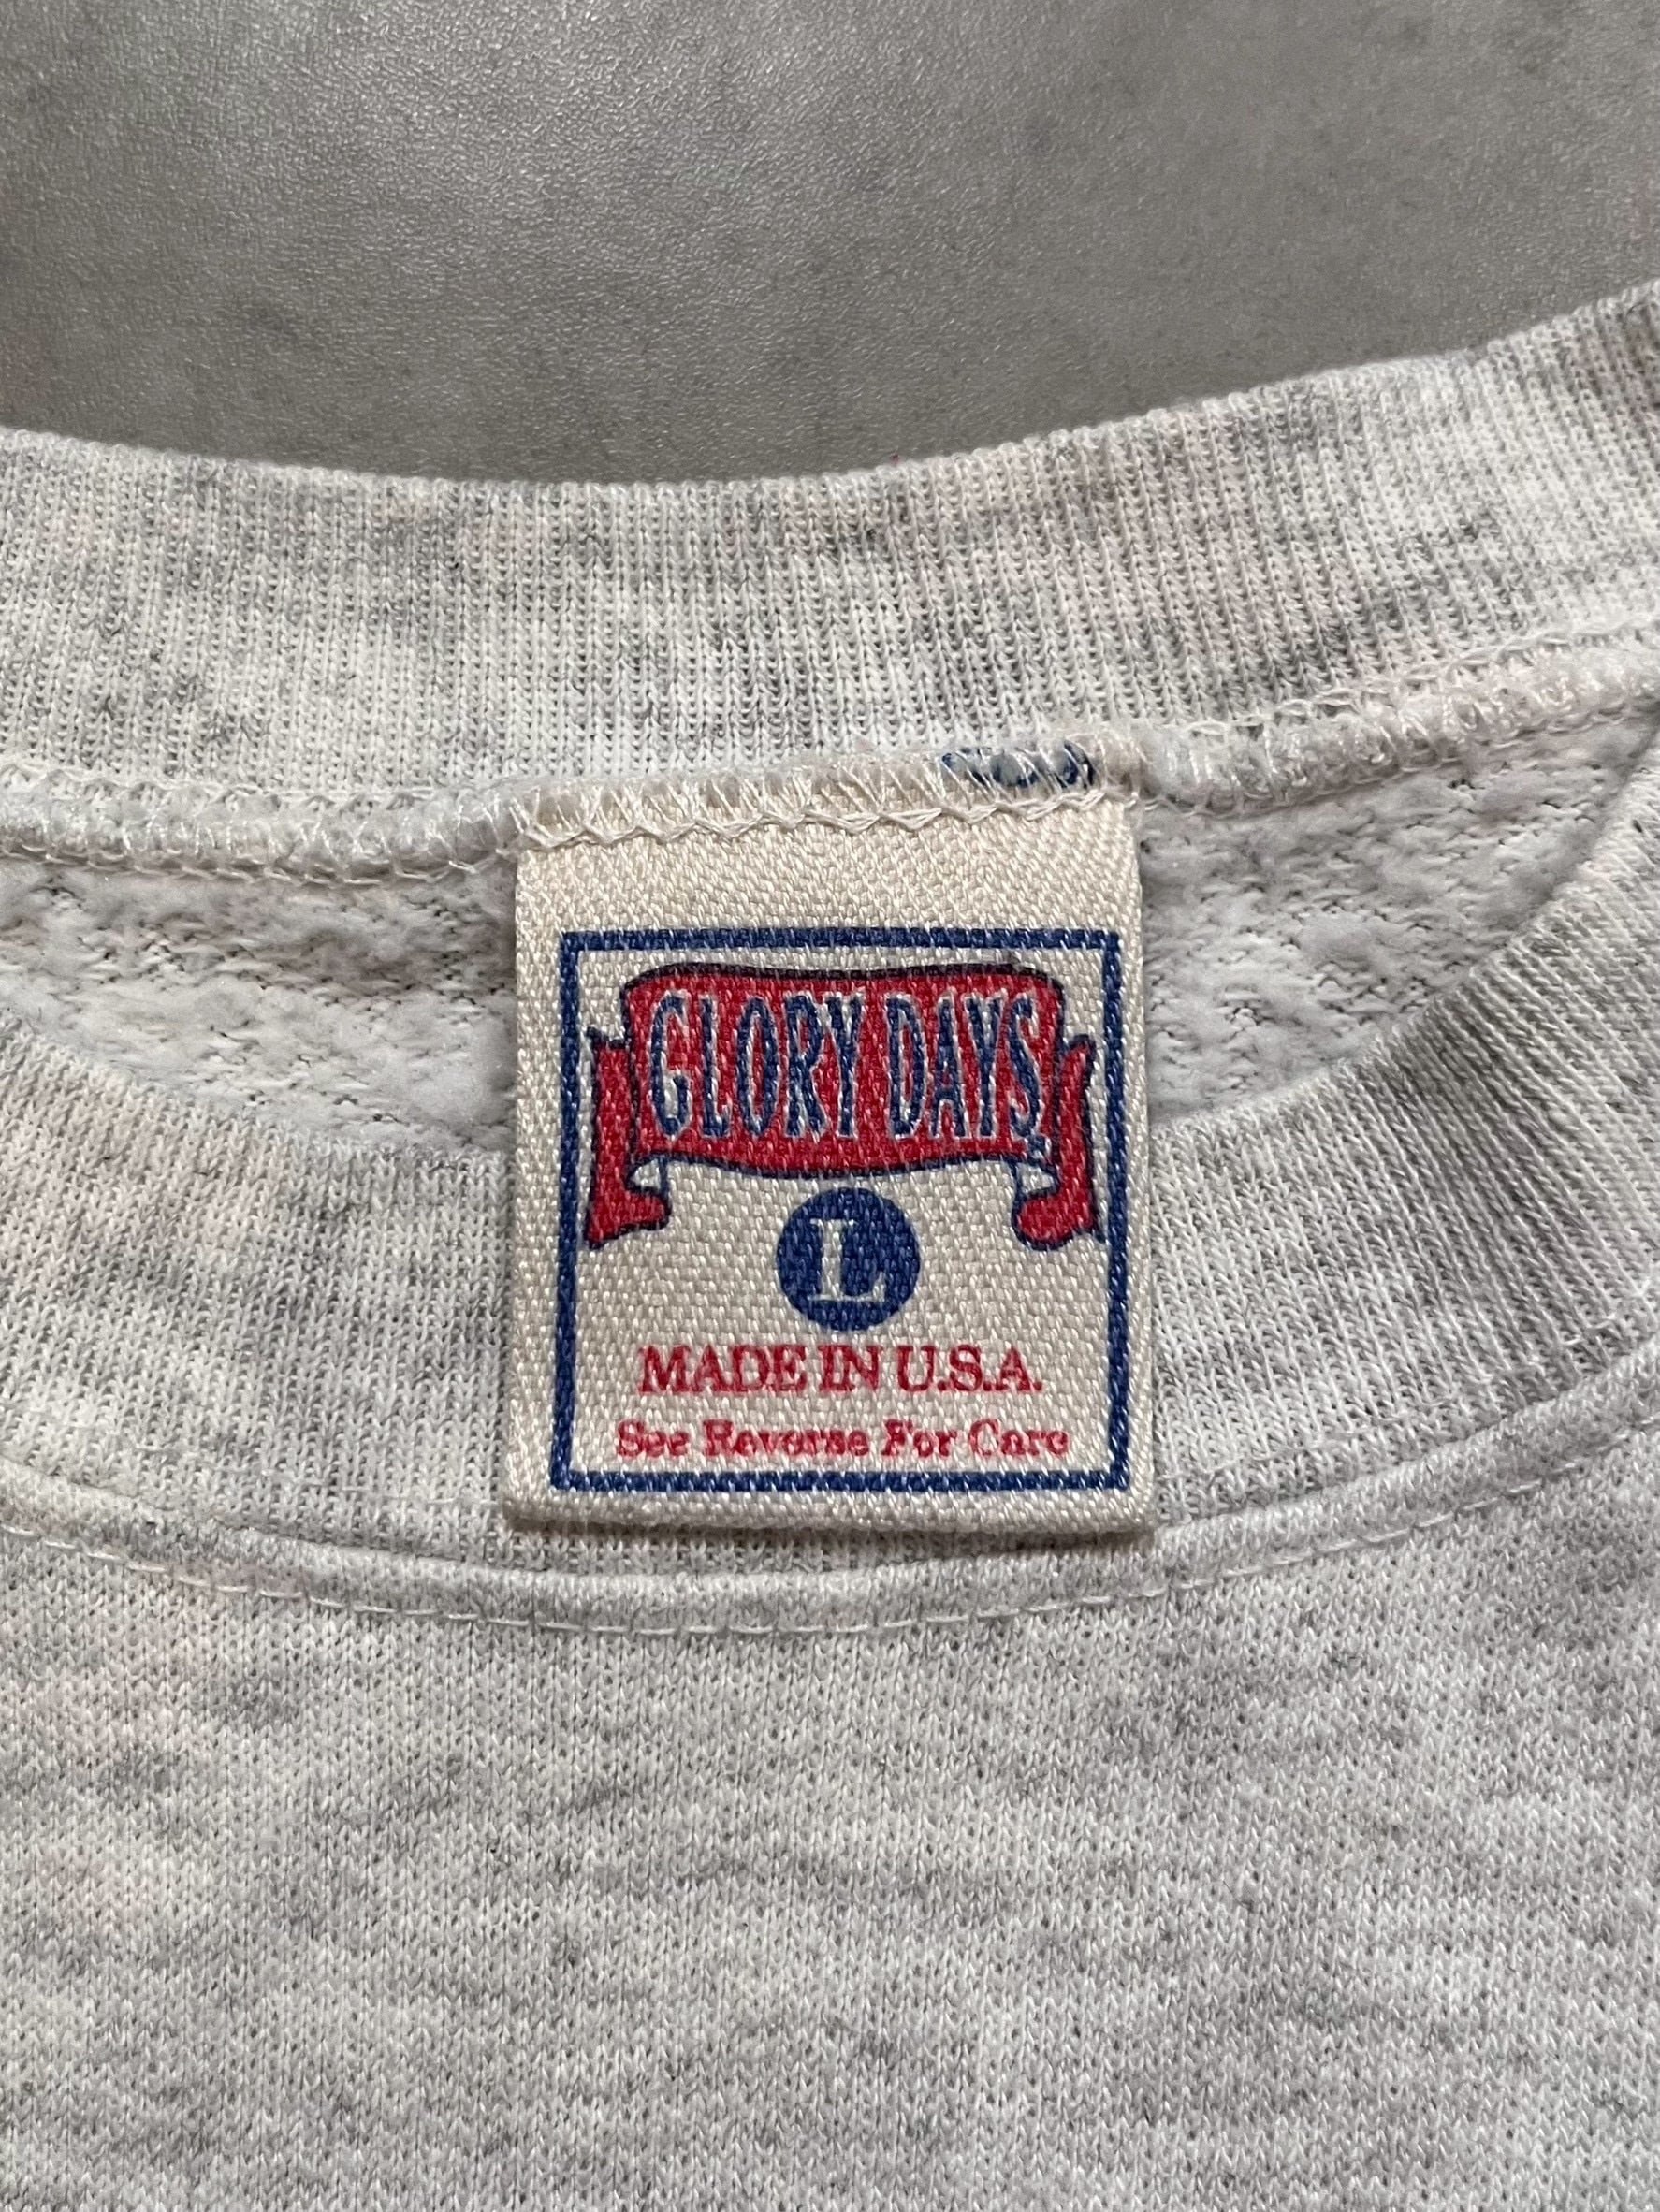 GLORY DAYS
L
MADE IN U.S.A.
See Reverse For Care